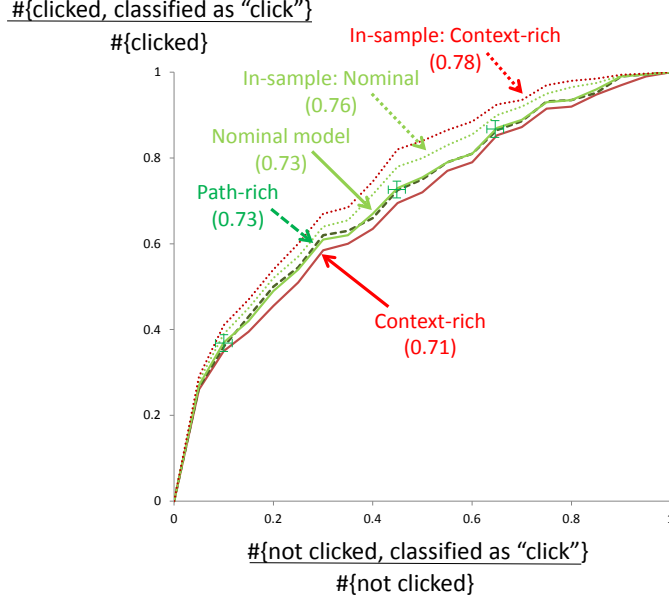 #{clicked, classified as “click”}
#{clicked}
In-sample: Context-rich
(0.78)
In-sample: Nominal
(0.76)
Nominal model
(0.73)
Path-rich
(0.73)
Context-rich
(0.71)
1
0.8
0.6
0.4
0.2
0
0 0.2 0.4 0.6 0.8 1
#{not clicked, classified as “click”}
#{not clicked}